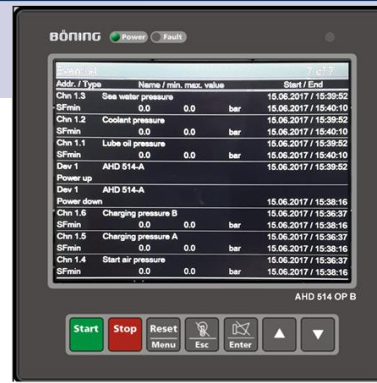 BÖNING Power Fault
Event list 7 of 7
Addr. / Type Name / min. max. value Start / End
Chn 1.3 Sea water pressure 15.06.2017 / 15:39:52
SFmin 0.0 0.0 bar 15.06.2017 / 15:40:10
Chn 1.2 Coolant pressure 15.06.2017 / 15:39:52
SFmin 0.0 0.0 bar 15.06.2017 / 15:40:10
Chn 1.1 Lube oil pressure 15.06.2017 / 15:39:52
SFmin 0.0 0.0 bar 15.06.2017 / 15:40:10
Dev 1 AHD 514-A 15.06.2017 / 15:39:52
Power up
Dev 1 AHD 514-A
Power down 15.06.2017 / 15:38:16
Chn 1.6 Charging pressure B 15.06.2017 / 15:36:37
SFmin 0.0 0.0 bar 15.06.2017 / 15:38:16
Chn 1.5 Charging pressure A 15.06.2017 / 15:36:37
SFmin 0.0 0.0 bar 15.06.2017 / 15:38:16
Chn 1.4 Start air pressure 15.06.2017 / 15:36:37
SFmin 0.0 0.0 bar 15.06.2017 / 15:38:16
AHD 514 OP B
Start Stop Reset
Menu Esc Enter